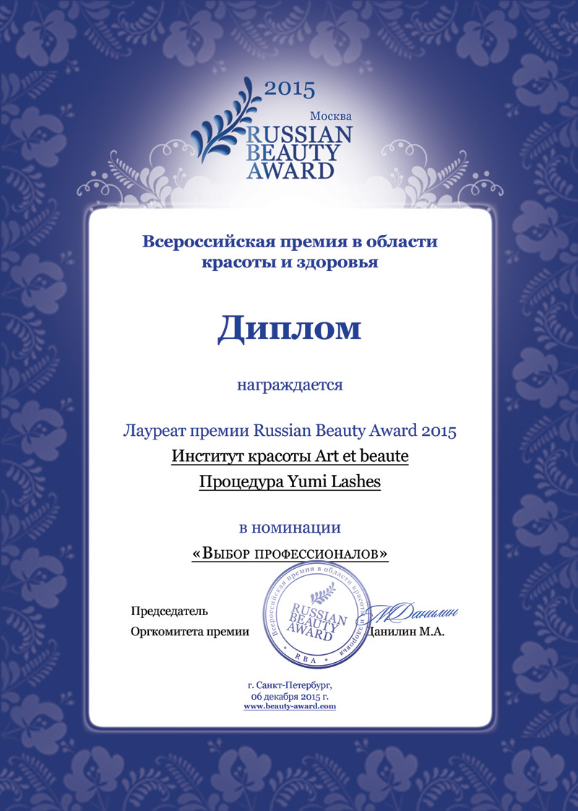 2015
Москва
RUSSIAN
BEAUTY
AWARD
Всероссийская премия в области
красоты и здоровья
Диплом
награждается
Лауреат премии Russian Beauty Award 2015
Институт красоты Art et beaute
Процедура Yumi Lashes
в номинации
«Выбор профессионалов»
Всероссийская премия в области красоты и здоровья
RUSSIAN
BEAUTY
AWARD
* RBA *
Председатель
Данилин
Оргкомитета премии
Данилин М.А.
г. Санкт-Петербург,
06 декабря 2015 г.
www.beauty-award.com